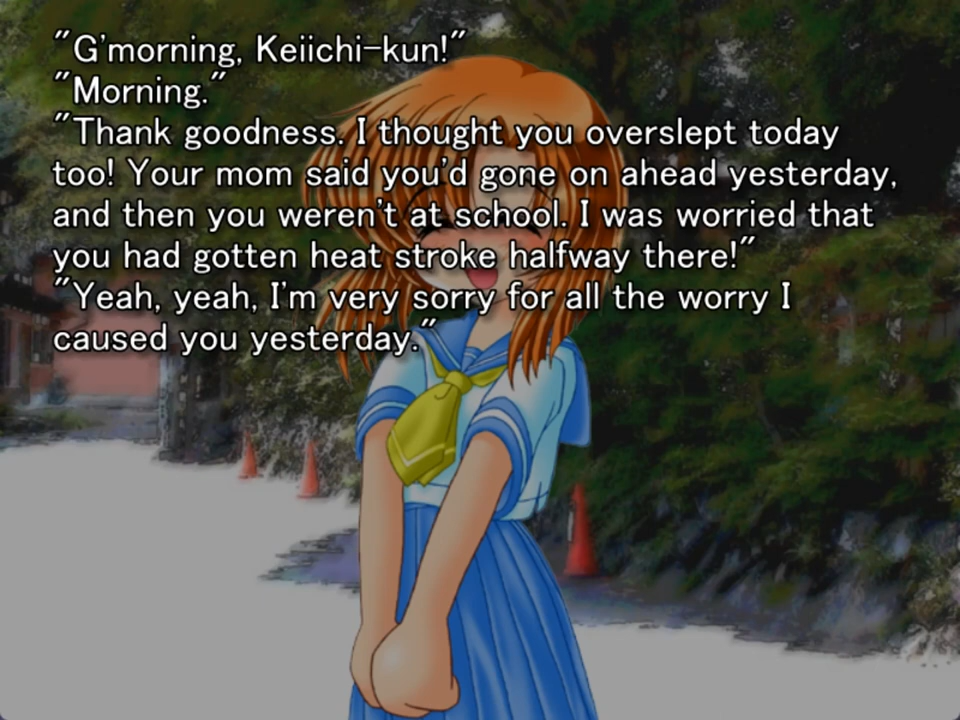 "G'morning, Keiichi-kun!"
"Morning."
"Thank goodness. I thought you overslept today
too! Your mom said you'd gone on ahead yesterday,
and then you weren't at school. I was worried that
you had gotten heat stroke halfway there!"
"Yeah, yeah, I'm very sorry for all the worry I
caused you yesterday."